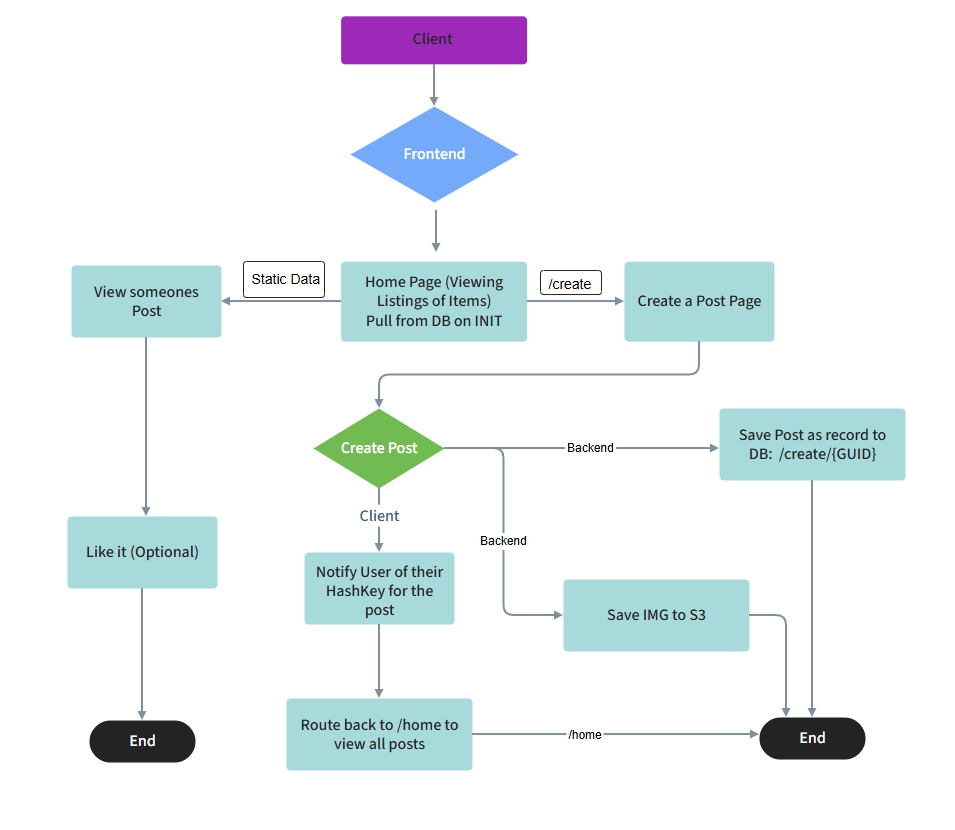 Client
Frontend
View someones
Post
Static Data
Home Page (Viewing
Listings of Items)
Pull from DB on INIT
/create
Create a Post Page
Create Post
Backend
Save Post as record to
DB: /create/{GUID}
Client
Backend
Like it (Optional)
Notify User of their
HashKey for the
post
Save IMG to S3
Route back to /home to
view all posts
/home
End
End